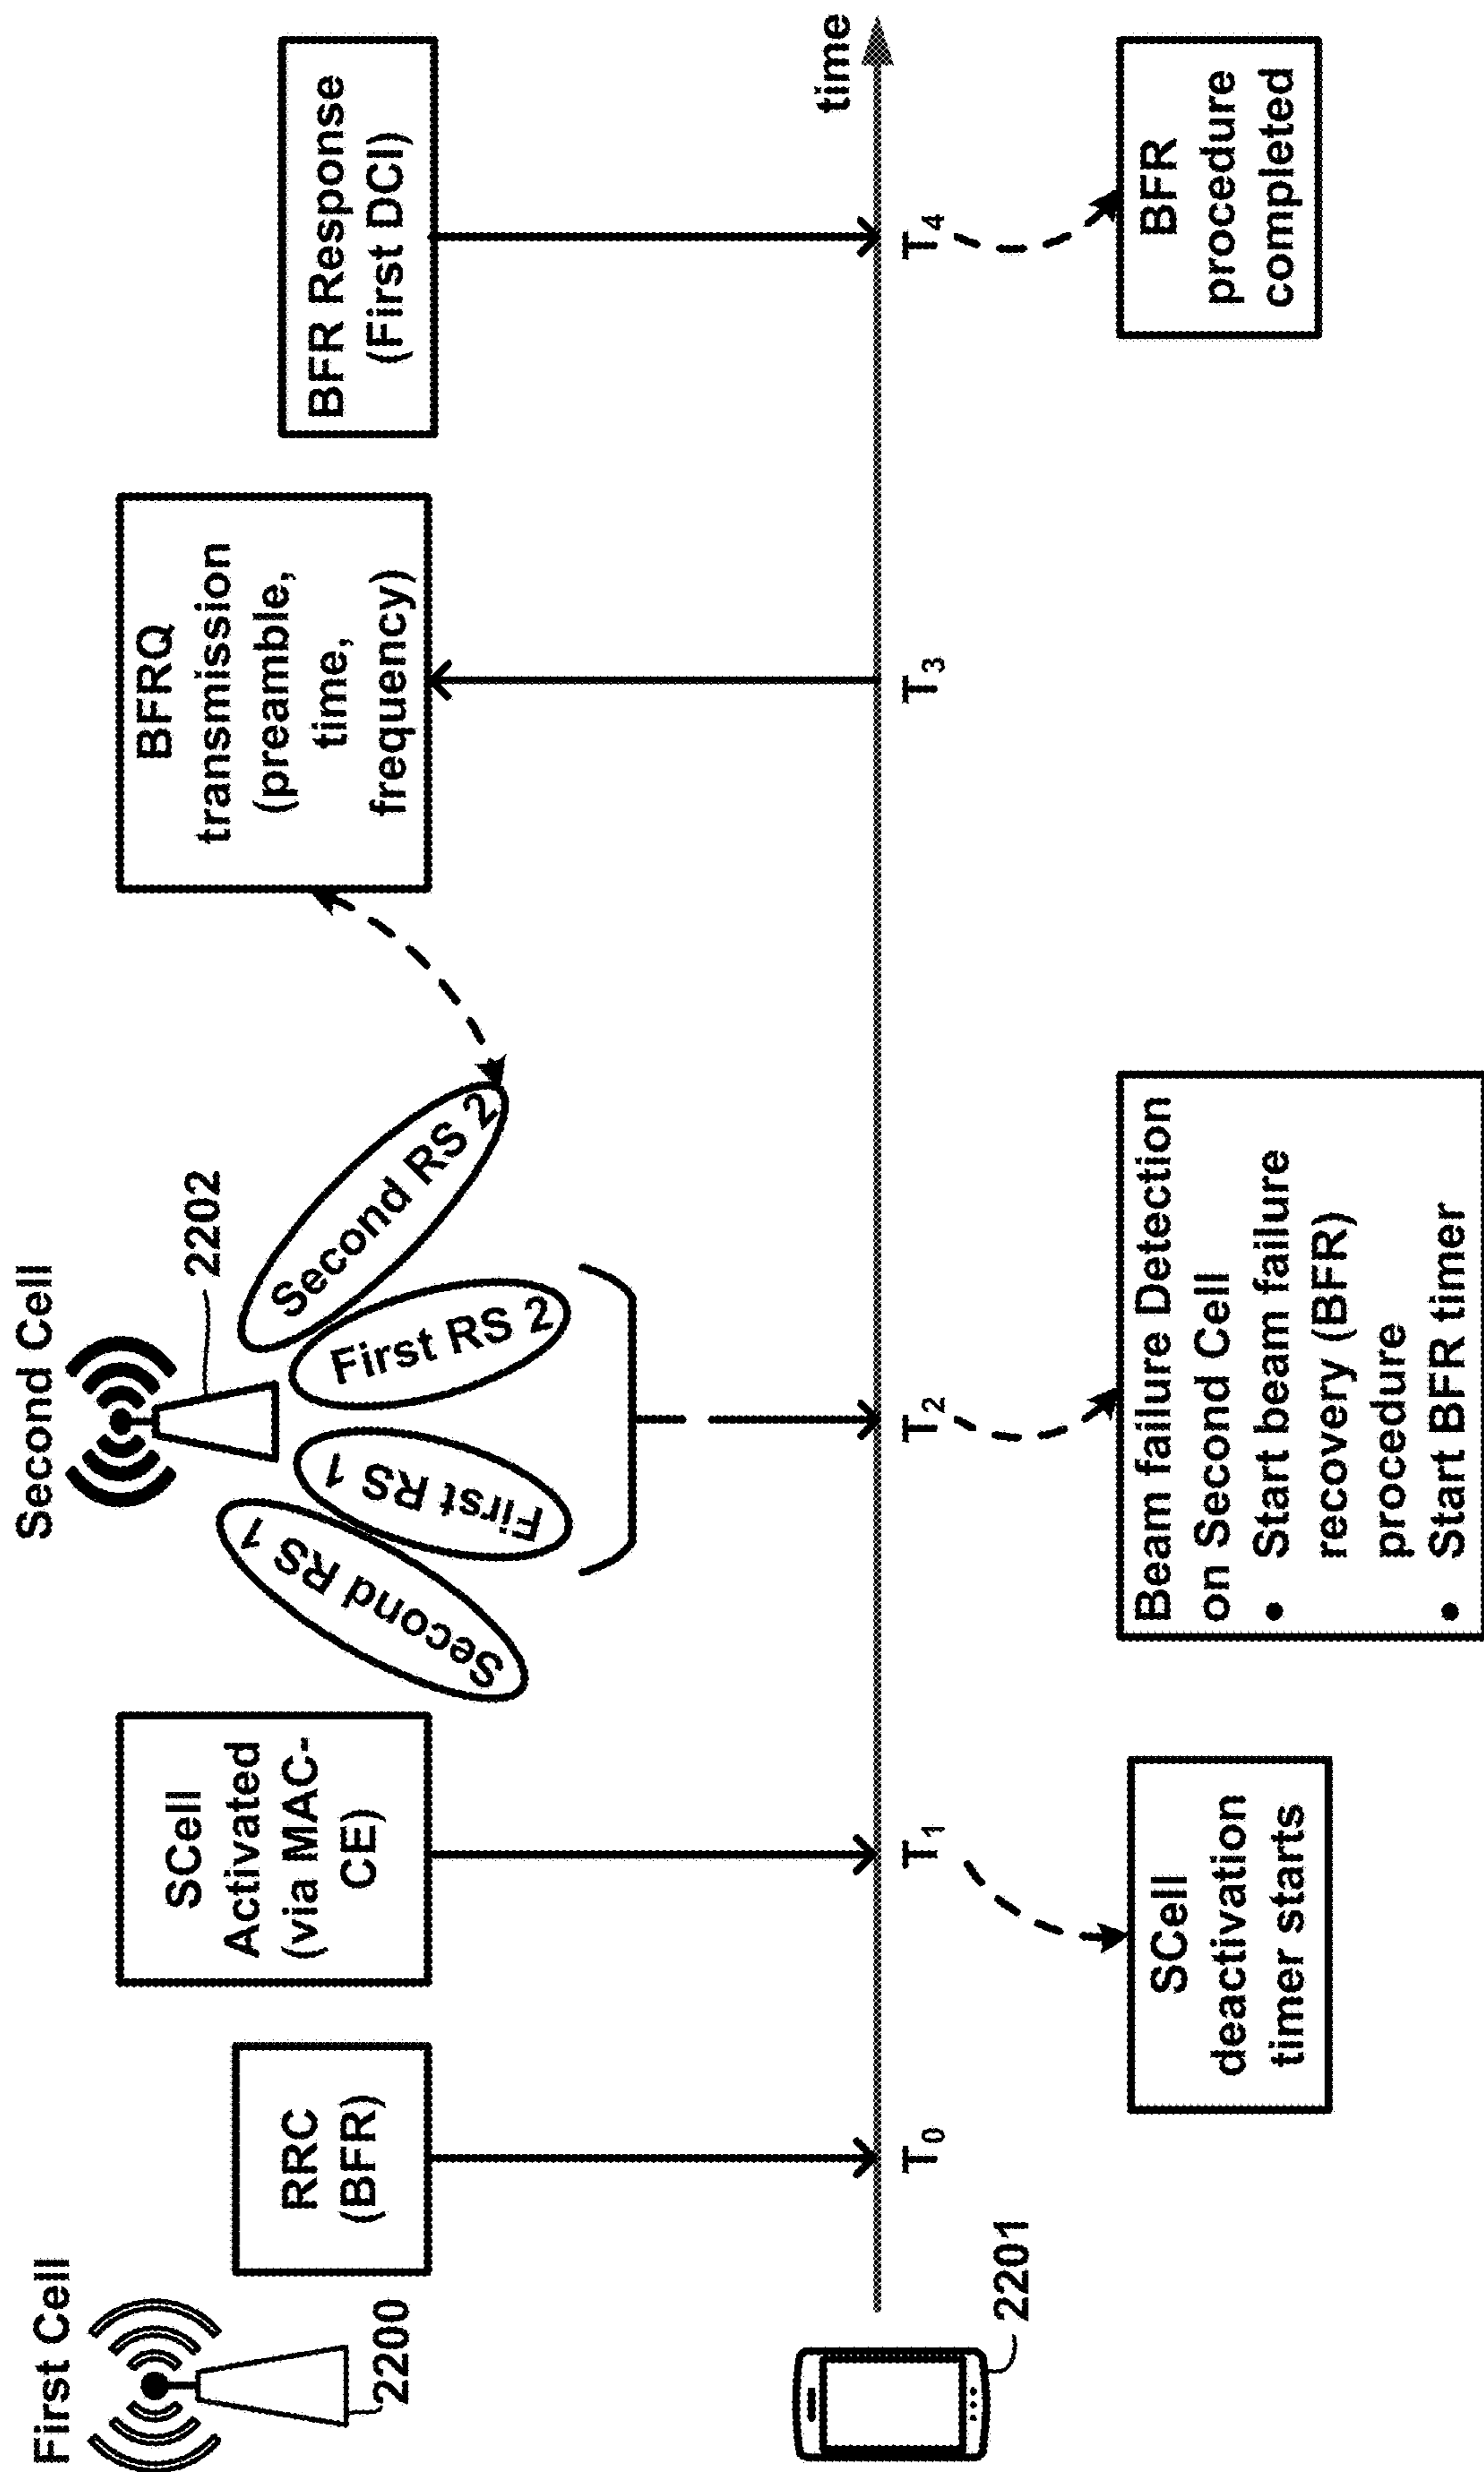 First Cell
2200
RRC
(BFR)
SCell
Activated
(via MAC-
CE)
Second Cell
2202
Second RS 1
First RS 1
First RS 2
Second RS 2
BFRQ
transmission
(preamble,
time,
frequency)
BFR Response
(First DCI)
time
2201
T0
T1
T2
T3
T4
SCell
deactivation
timer starts
Beam failure Detection
on Second Cell
• Start beam failure
recovery (BFR)
procedure
• Start BFR timer
BFR
procedure
completed